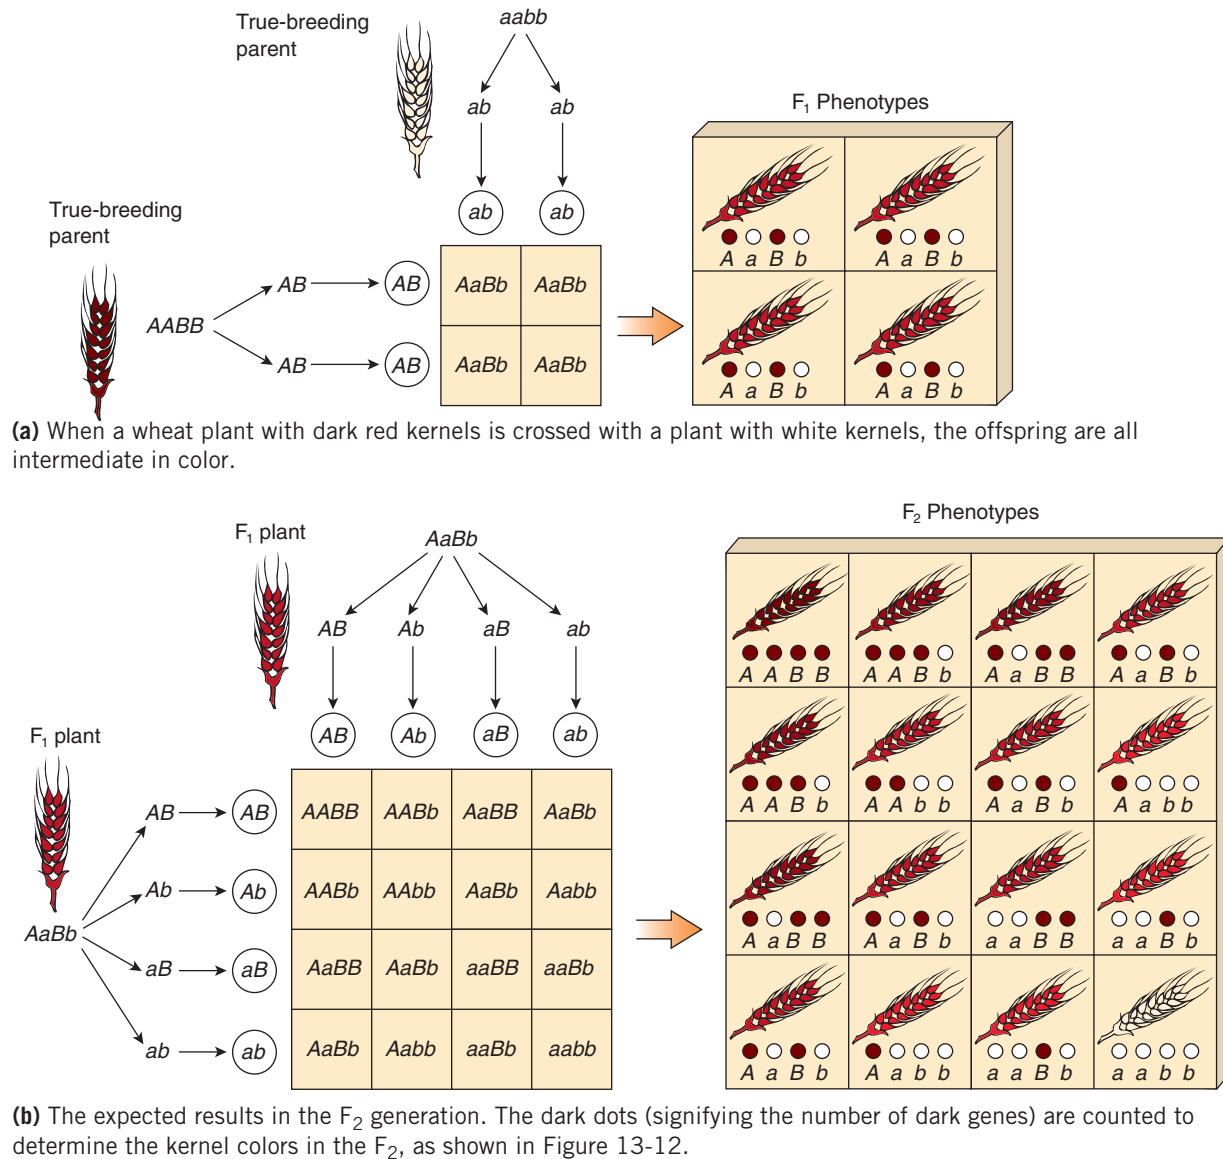 True-breeding
parent
aabb
ab ab
ab ab
F1 Phenotypes
True-breeding
parent
AABB
AB AB
AB AB
AaBb AaBb
AaBb AaBb
A a B b A a B b
A a B b A a B b
(a) When a wheat plant with dark red kernels is crossed with a plant with white kernels, the offspring are all
intermediate in color.
F1 plant
AaBb
AB Ab aB ab
AB Ab aB ab
F2 Phenotypes
F1 plant
AaBb
AB AB
Ab Ab
aB aB
ab ab
AABB AABb AaBB AaBb
AABb AAbb AaBb Aabb
AaBB AaBb aaBB aaBb
AaBb Aabb aaBb aabb
A A B B A A B b A a B B A a B b
A A B b A A b b A a B b A a b b
A a B B A a B b a a B B a a B b
A a B b A a b b a a B b a a b b
(b) The expected results in the F2 generation. The dark dots (signifying the number of dark genes) are counted to
determine the kernel colors in the F2, as shown in Figure 13-12.